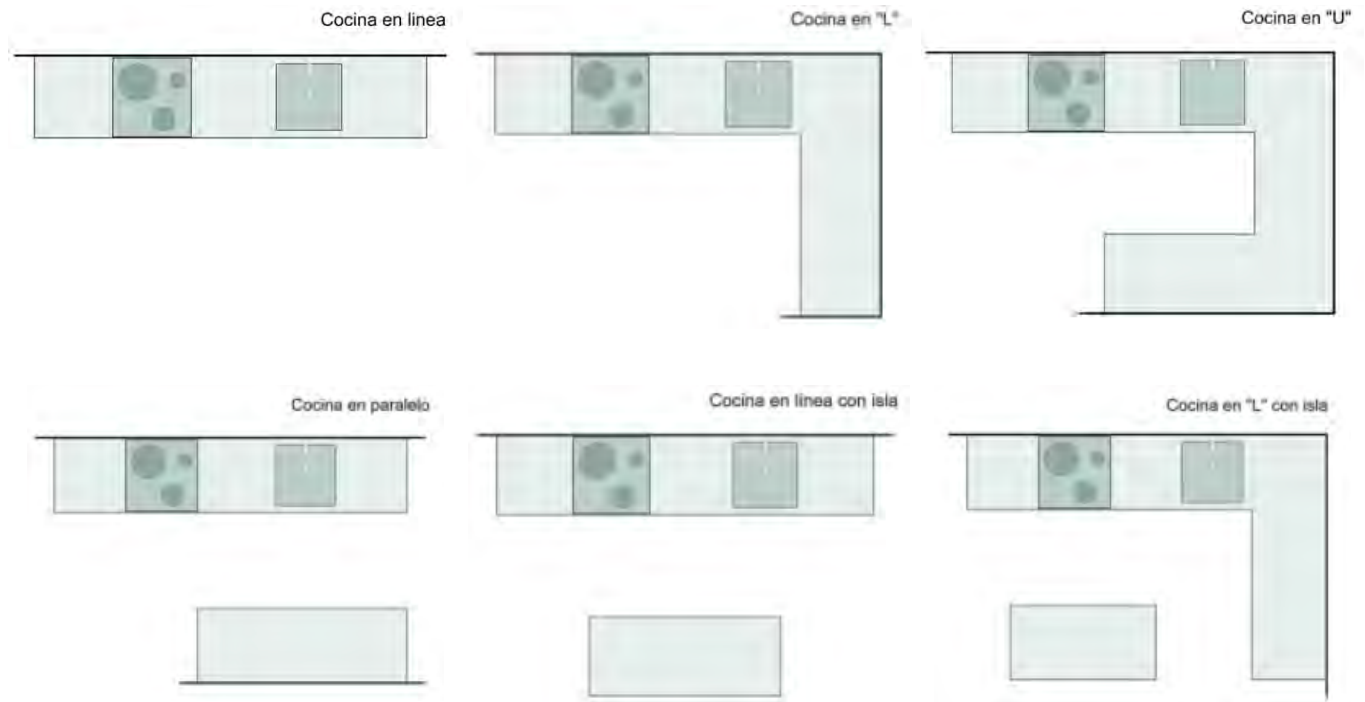 Cocina en linea
Cocina en "L"
Cocina en "U"
Cocina en paralelo
Cocina en linea con isla
Cocina en "L" con isla